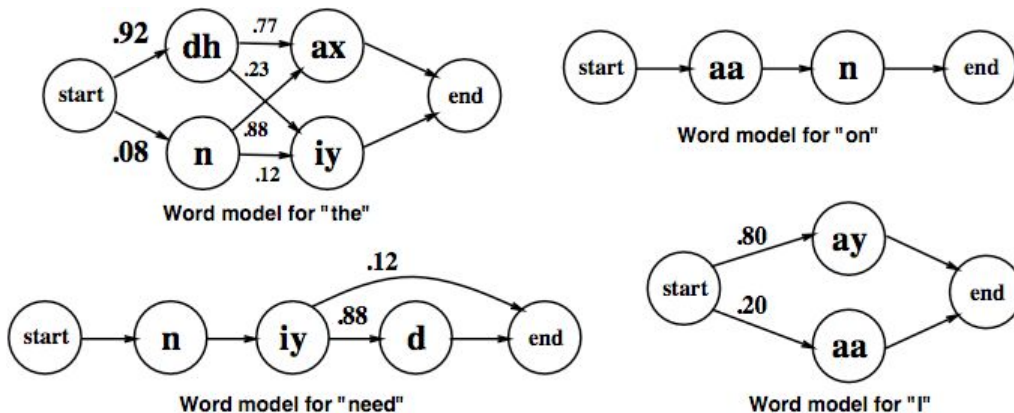 .92 dh .77 ax
start .23 end
.08 n .88 iy
.12
Word model for "the"
start aa n end
Word model for "on"
.12
start n iy .88 d end
Word model for "need"
.80 ay
start end
.20 aa
Word model for "I"